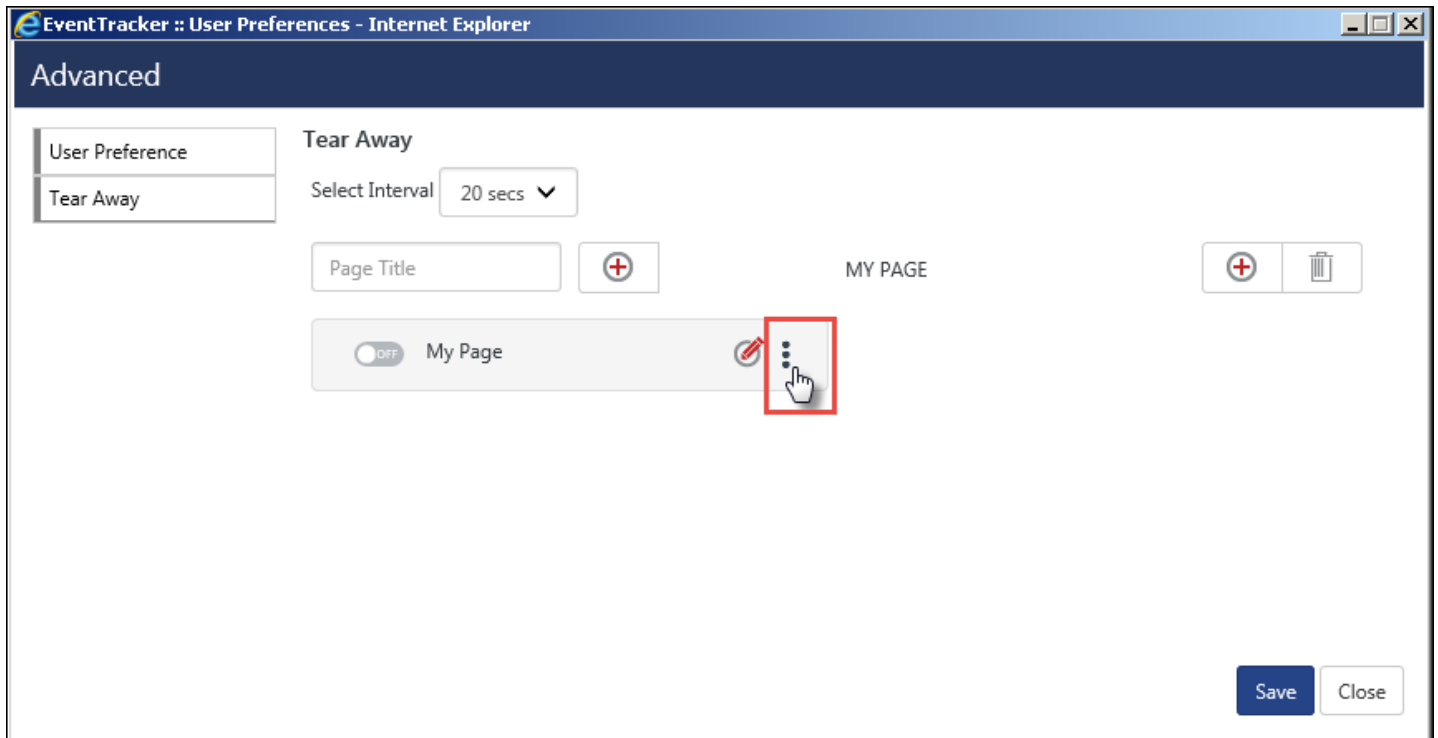 EventTracker :: User Preferences - Internet Explorer
Advanced
User Preference
Tear Away
Tear Away
Select Interval 20 secs
Page Title
MY PAGE
OFF My Page
Save Close